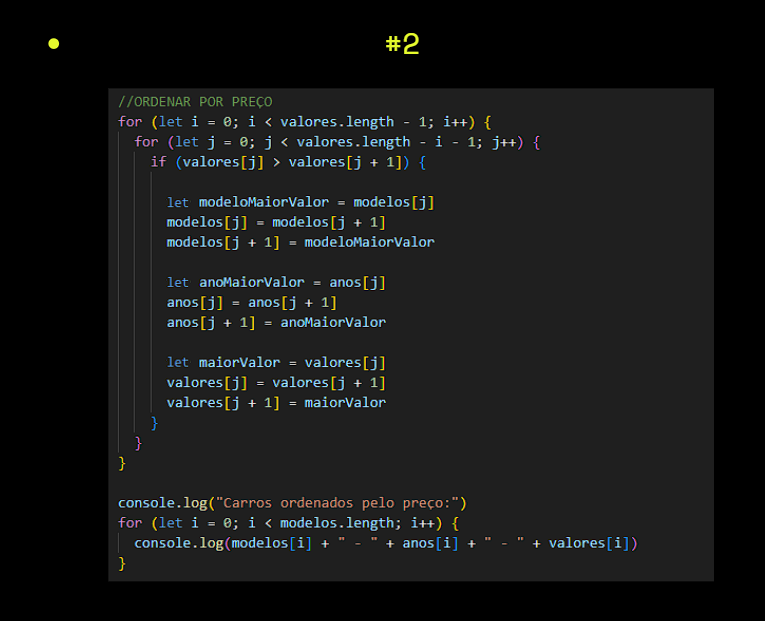 #2
//ORDENAR POR PREÇO
for (let i = 0; i < valores.length - 1; i++) {
for (let j = 0; j < valores.length - i - 1; j++) {
if (valores[j] > valores[j + 1]) {
let modeloMaiorValor = modelos[j]
modelos[j] = modelos[j + 1]
modelos[j + 1] = modeloMaiorValor
let anoMaiorValor = anos[j]
anos[j] = anos[j + 1]
anos[j + 1] = anoMaiorValor
let maiorValor = valores[j]
valores[j] = valores[j + 1]
valores[j + 1] = maiorValor
}
}
}
console.log("Carros ordenados pelo preço:")
for (let i = 0; i < modelos.length; i++) {
console.log(modelos[i] + " - " + anos[i] + " - " + valores[i])
}